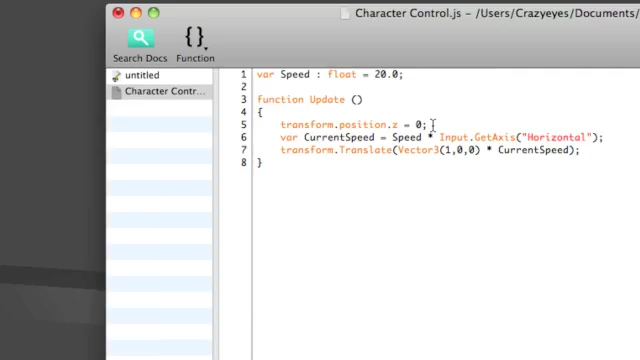 Character Control.js - /Users/Crazyeyes/Documents/
{}
Search Docs
Function
untitled
Character Contr...
1 var Speed : float = 20.0;
2
3 function Update ()
4 {
5 transform.position.z = 0;
6 var CurrentSpeed = Speed * Input.GetAxis("Horizontal");
7 transform.Translate(Vector3(1,0,0) * CurrentSpeed);
8 }